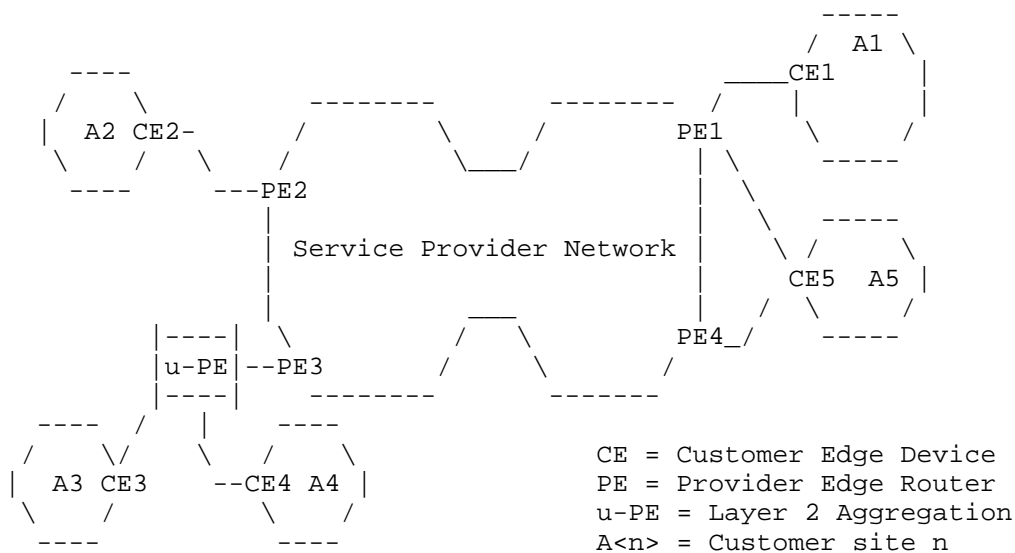 A1
CE1
A2 CE2
PE1
PE2
Service Provider Network
CE5 A5
PE4
u-PE PE3
A3 CE3 CE4 A4
CE = Customer Edge Device
PE = Provider Edge Router
u-PE = Layer 2 Aggregation
A<n> = Customer site n